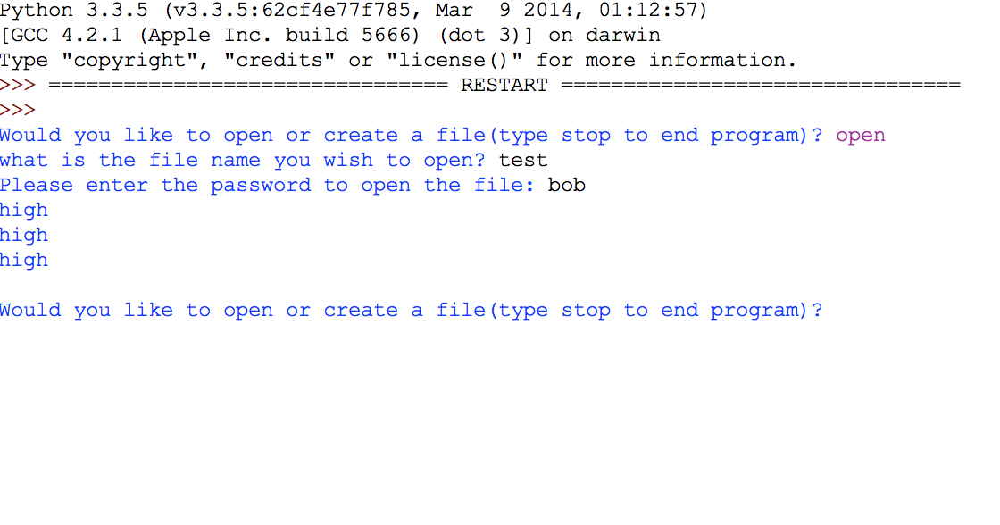 Python 3.3.5 (v3.3.5:62cf4e77f785, Mar  9 2014, 01:12:57)
[GCC 4.2.1 (Apple Inc. build 5666) (dot 3)] on darwin
Type "copyright", "credits" or "license()" for more information.
>>> ================================ RESTART ================================
>>>
Would you like to open or create a file(type stop to end program)? open
what is the file name you wish to open? test
Please enter the password to open the file: bob
high
high
high
Would you like to open or create a file(type stop to end program)?